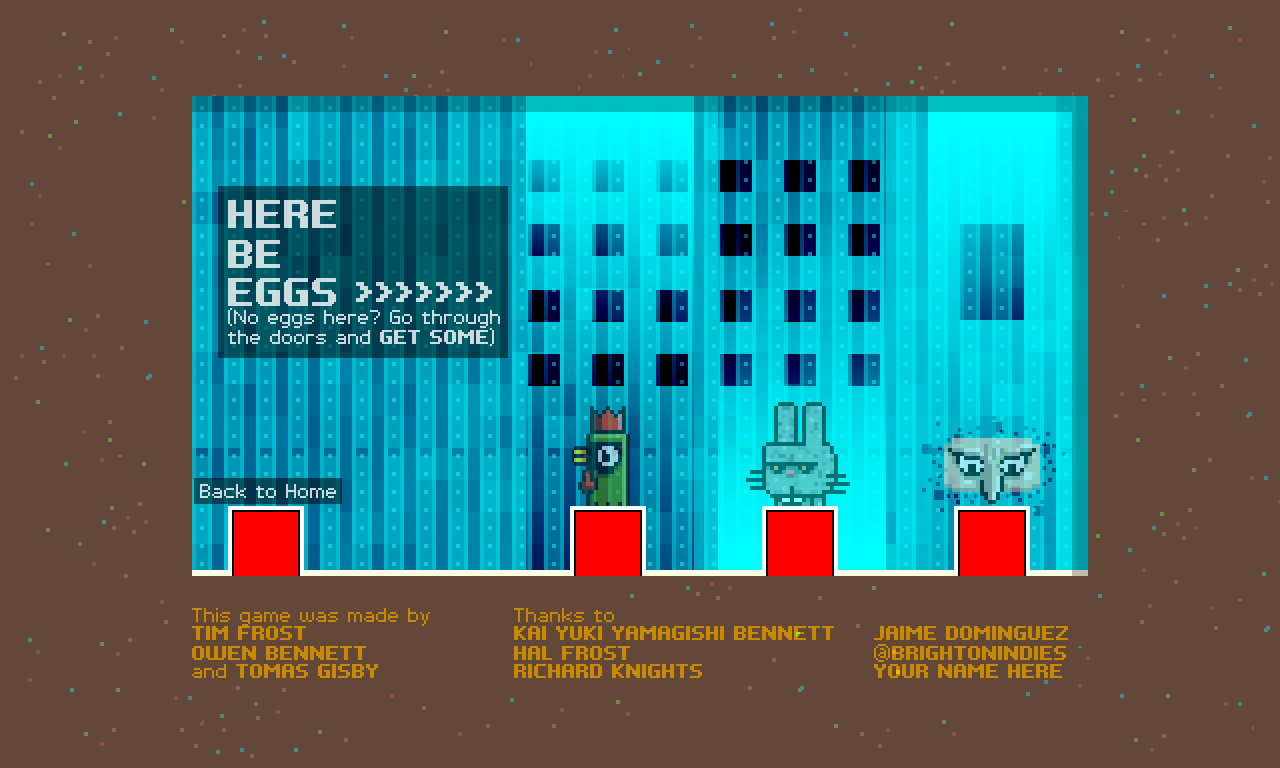 HERE
BE
EGGS >>>>>>>
(No eggs here? Go through
the doors and GET SOME)
Back to Home
This game was made by
TIM FROST
OWEN BENNETT
and TOMAS GISBY
Thanks to
KAI YUKI YAMAGISHI BENNETT
HAL FROST
RICHARD KNIGHTS
JAIME DOMINGUEZ
@BRIGHTONINDIES
YOUR NAME HERE